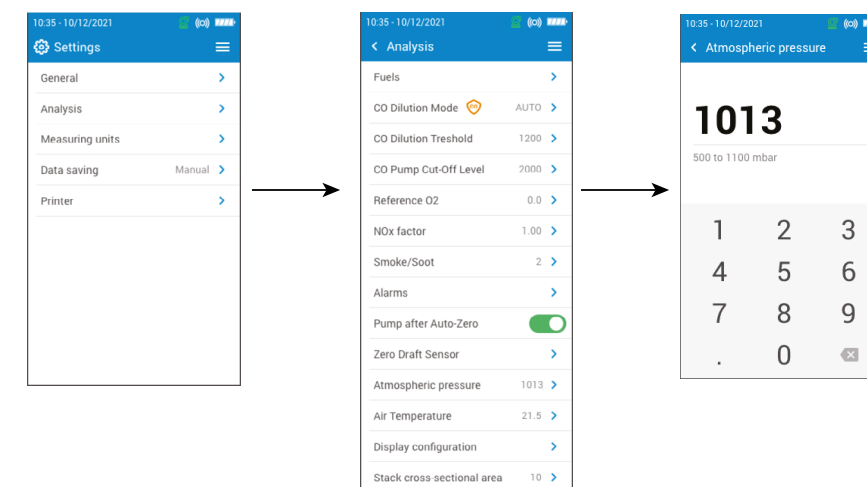 10:35 - 10/12/2021
Settings
General
Analysis
Measuring units
Data saving Manual
Printer
10:35 - 10/12/2021
Analysis
Fuels
CO Dilution Mode CO AUTO
CO Dilution Treshold 1200
CO Pump Cut-Off Level 2000
Reference O2 0.0
NOx factor 1.00
Smoke/Soot 2
Alarms
Pump after Auto-Zero
Zero Draft Sensor
Atmospheric pressure 1013
Air Temperature 21.5
Display configuration
Stack cross-sectional area 10
10:35 - 10/12/2021
Atmospheric pressure
1013
500 to 1100 mbar
1 2 3
4 5 6
7 8 9
. 0